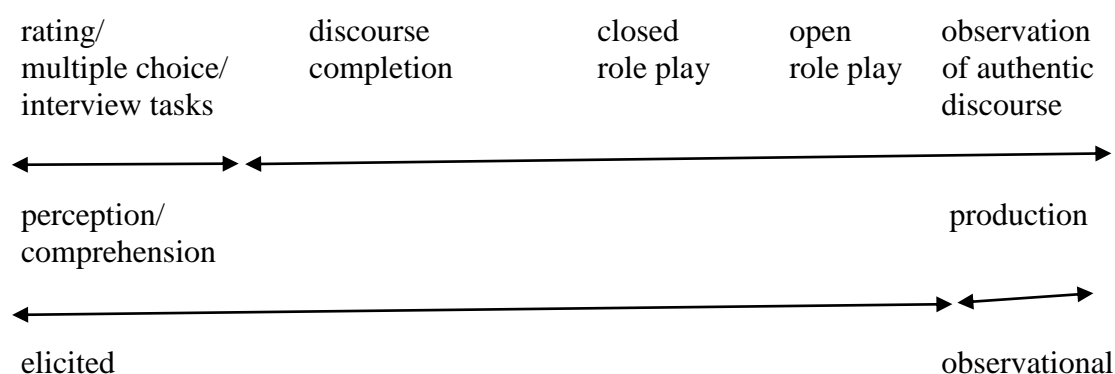 rating/ discourse closed open observation
multiple choice/ completion role play role play of authentic
interview tasks discourse
perception/ production
comprehension
elicited observational